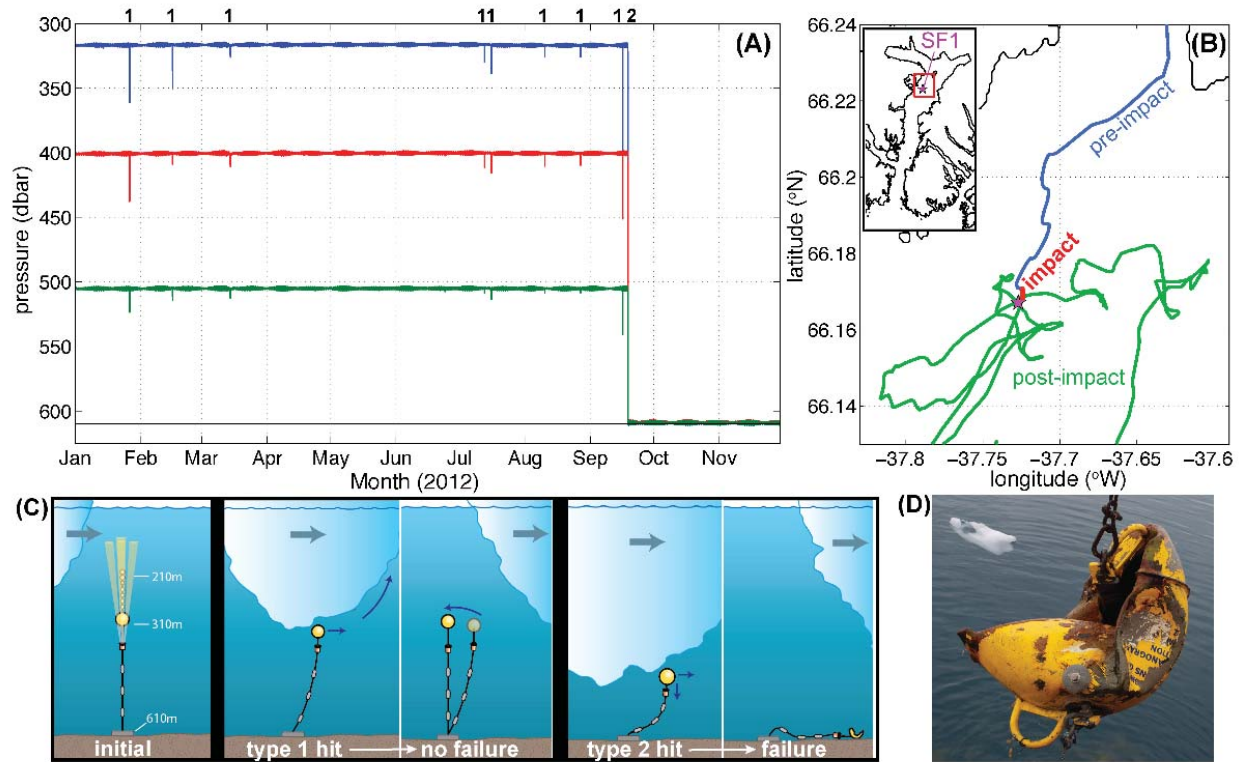 1 1 1 11 1 1 1 2
300
350
400
450
500
550
600
pressure (dbar)
(A)
Jan Feb Mar Apr May Jun Jul Aug Sep Oct Nov
Month (2012)
(B)
SF1
pre-impact
impact
post-impact
66.24
66.22
66.2
66.18
66.16
66.14
latitude (°N)
−37.8 −37.75 −37.7 −37.65 −37.6
longitude (°W)
(C)
210m
310m
610m
initial
type 1 hit
no failure
type 2 hit
failure
(D)